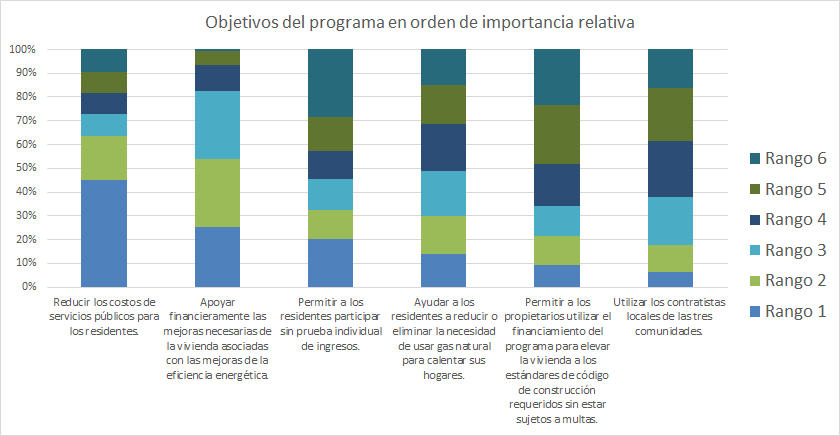 Objetivos del programa en orden de importancia relativa
100%
90%
80%
70%
60%
50%
40%
30%
20%
10%
0%
Reducir los costos de
servicios públicos para
los residentes.
Apoyar
financieramente las
mejoras necesarias de
la vivienda asociadas
con las mejoras de la
eficiencia energética.
Permitir a los
residentes participar
sin prueba individual
de ingresos.
Ayudar a los
residentes a reducir o
eliminar la necesidad
de usar gas natural
para calentar sus
hogares.
Permitir a los
propietarios utilizar el
financiamiento del
programa para elevar
la vivienda a los
estándares de código
de construcción
requeridos sin estar
sujetos a multas.
Utilizar los contratistas
locales de las tres
comunidades.
Rango 6
Rango 5
Rango 4
Rango 3
Rango 2
Rango 1